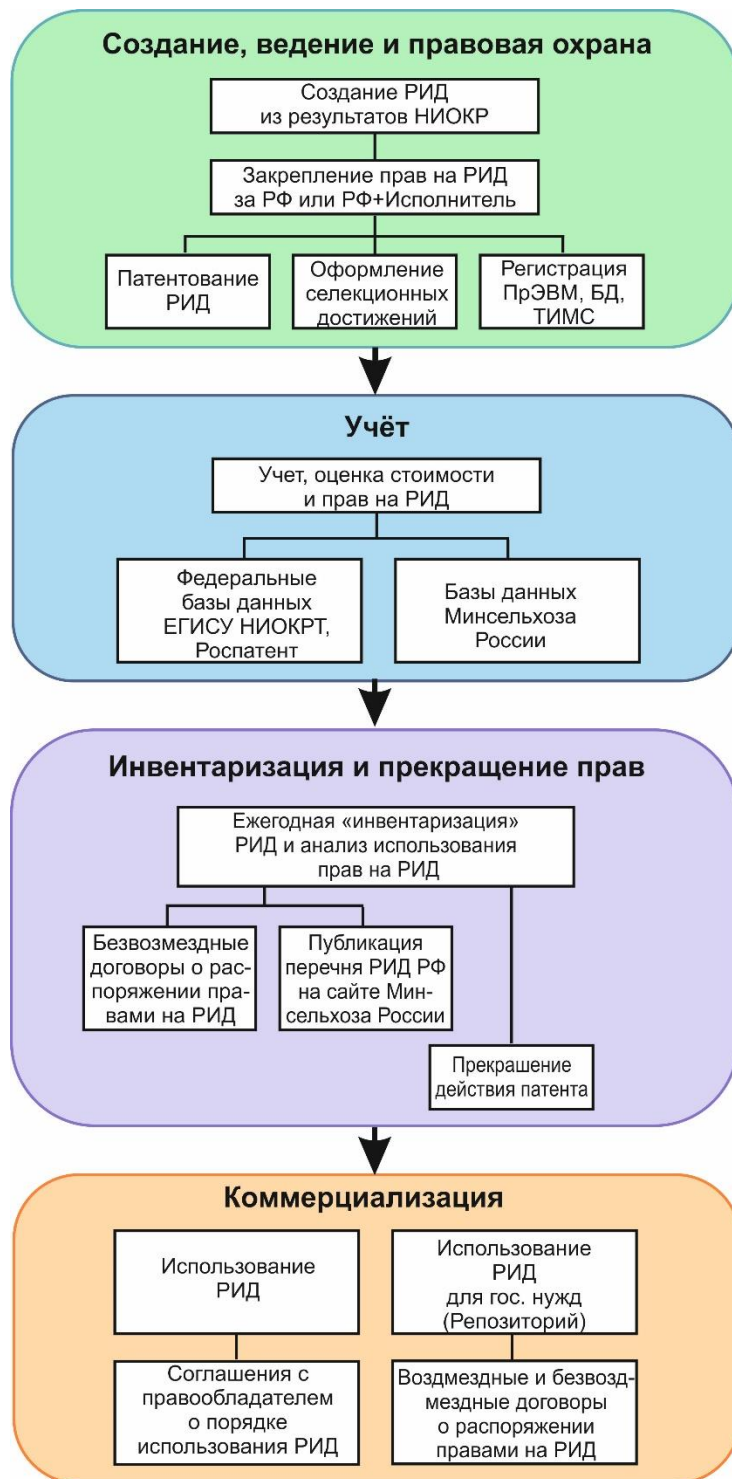 Создание, ведение и правовая охрана
Создание РИД
из результатов НИОКР
Закрепление прав на РИД
за РФ или РФ+Исполнитель
Патентование
РИД
Оформление
селекционных
достижений
Регистрация
ПрЭВМ, БД,
ТИМС
Учёт
Учет, оценка стоимости
и прав на РИД
Федеральные
базы данных
ЕГИСУ НИОКРТ,
Роспатент
Базы данных
Минсельхоза
России
Инвентаризация и прекращение прав
Ежегодная «инвентаризация»
РИД и анализ использования
прав на РИД
Безвозмездные
договоры о рас-
поряжении пра-
вами на РИД
Публикация
перечня РИД РФ
на сайте Мин-
сельхоза России
Прекрашение
действия патента
Коммерциализация
Использование
РИД
Использование
РИД
для гос. нужд
(Репозиторий)
Соглашения с
правообладателем
о порядке
использования РИД
Воздмездные и безвозд-
мездные договоры
о распоряжении
правами на РИД